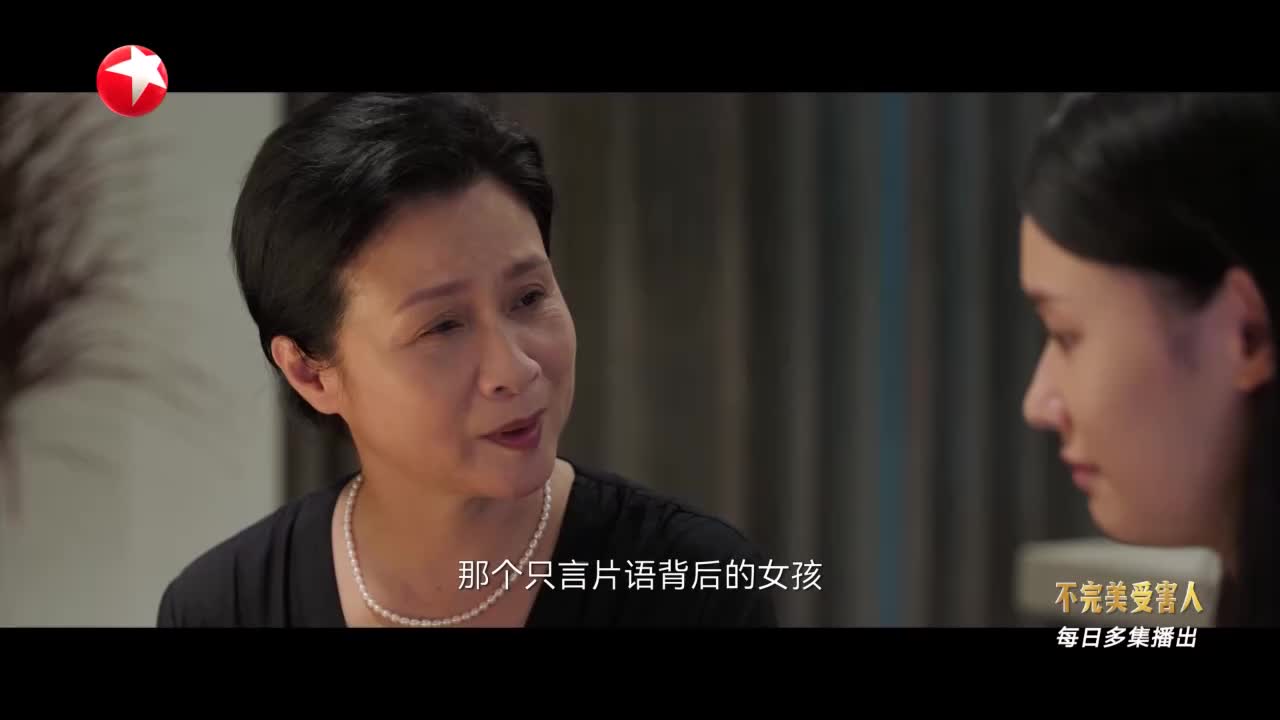 那个只言片语背后的女孩
不完美受害人
每日多集播出